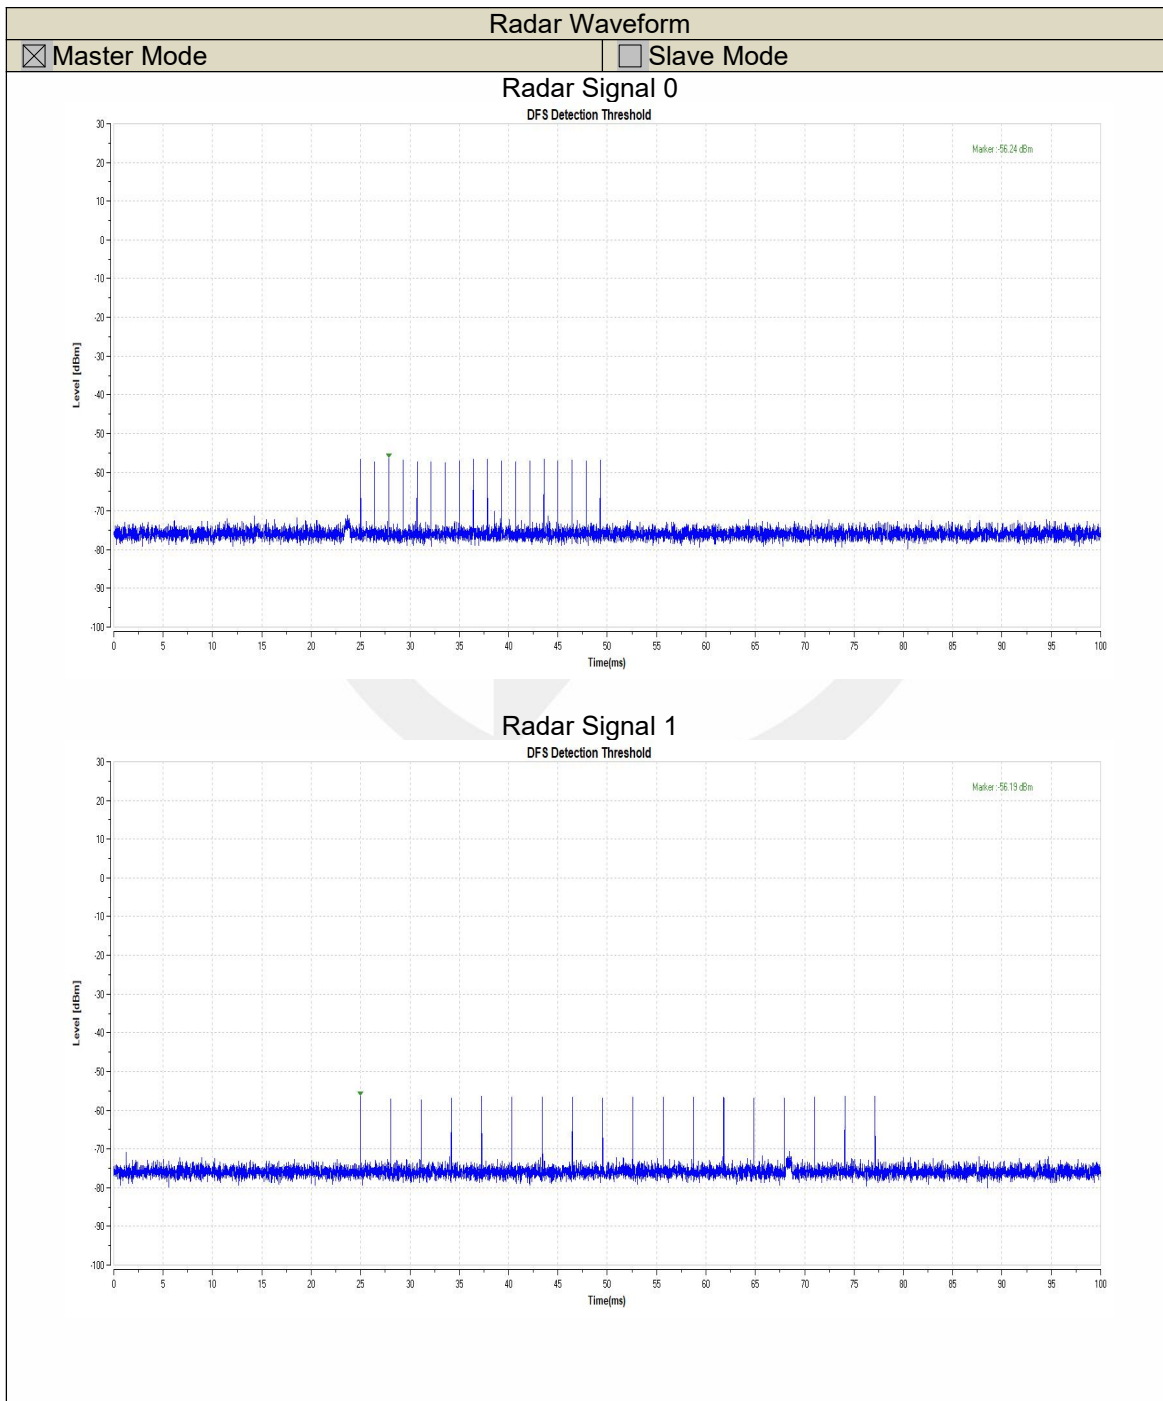 Radar Waveform
☒ Master Mode ☐ Slave Mode
Radar Signal 0
DFS Detection Threshold
Marker :-56.24 dBm
30
20
10
0
-10
-20
-30
-40
-50
-60
-70
-80
-90
-100
Level [dBm]
0 5 10 15 20 25 30 35 40 45 50 55 60 65 70 75 80 85 90 95 100
Time(ms)
Radar Signal 1
DFS Detection Threshold
Marker :-56.19 dBm
30
20
10
0
-10
-20
-30
-40
-50
-60
-70
-80
-90
-100
Level [dBm]
0 5 10 15 20 25 30 35 40 45 50 55 60 65 70 75 80 85 90 95 100
Time(ms)